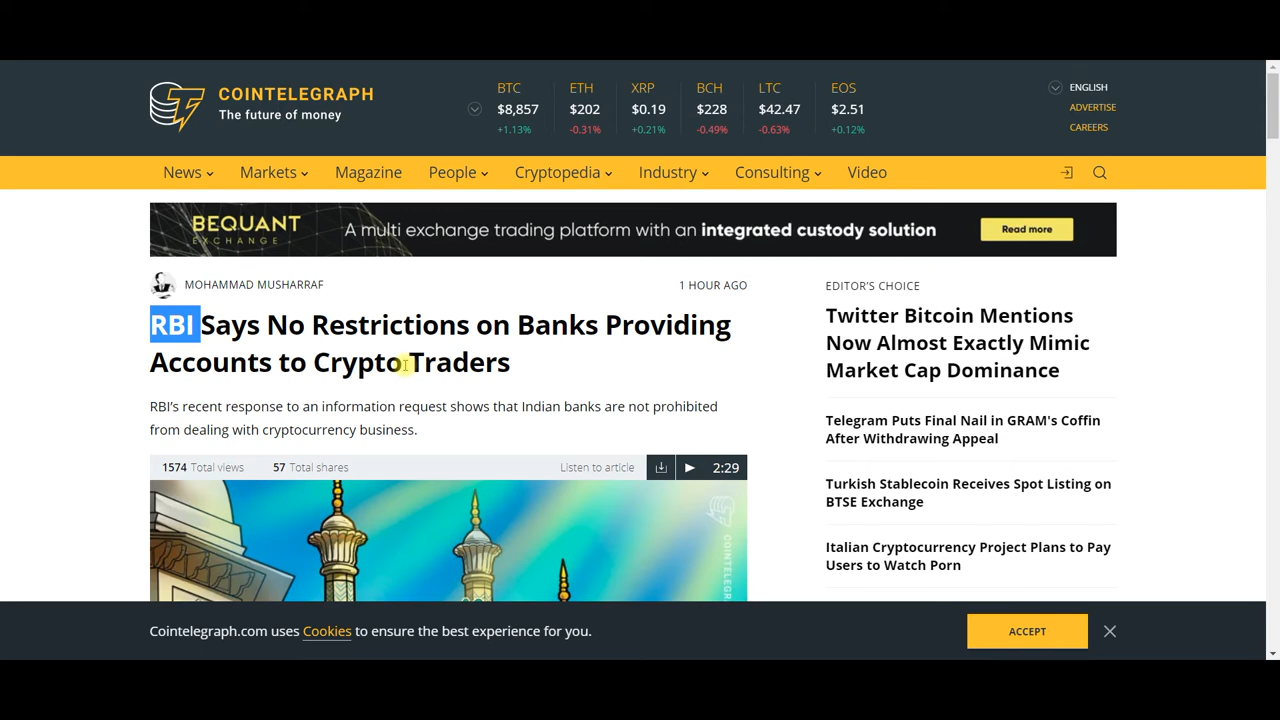 COINTELEGRAPH
The future of money
BTC
$8,857
+1.13%
ETH
$202
-0.31%
XRP
$0.19
+0.21%
BCH
$228
-0.49%
LTC
$42.47
-0.63%
EOS
$2.51
+0.12%
ENGLISH
ADVERTISE
CAREERS
News
Markets
Magazine
People
Cryptopedia
Industry
Consulting
Video
BEQUANT
EXCHANGE
A multi exchange trading platform with an integrated custody solution
Read more
MOHAMMAD MUSHARRAF
1 HOUR AGO
RBI Says No Restrictions on Banks Providing
Accounts to Crypto Traders
RBI's recent response to an information request shows that Indian banks are not prohibited
from dealing with cryptocurrency business.
1574 Total views
57 Total shares
Listen to article
2:29
COINTELEGRA
EDITOR'S CHOICE
Twitter Bitcoin Mentions
Now Almost Exactly Mimic
Market Cap Dominance
Telegram Puts Final Nail in GRAM's Coffin
After Withdrawing Appeal
Turkish Stablecoin Receives Spot Listing on
BTSE Exchange
Italian Cryptocurrency Project Plans to Pay
Users to Watch Porn
Cointelegraph.com uses Cookies to ensure the best experience for you.
ACCEPT